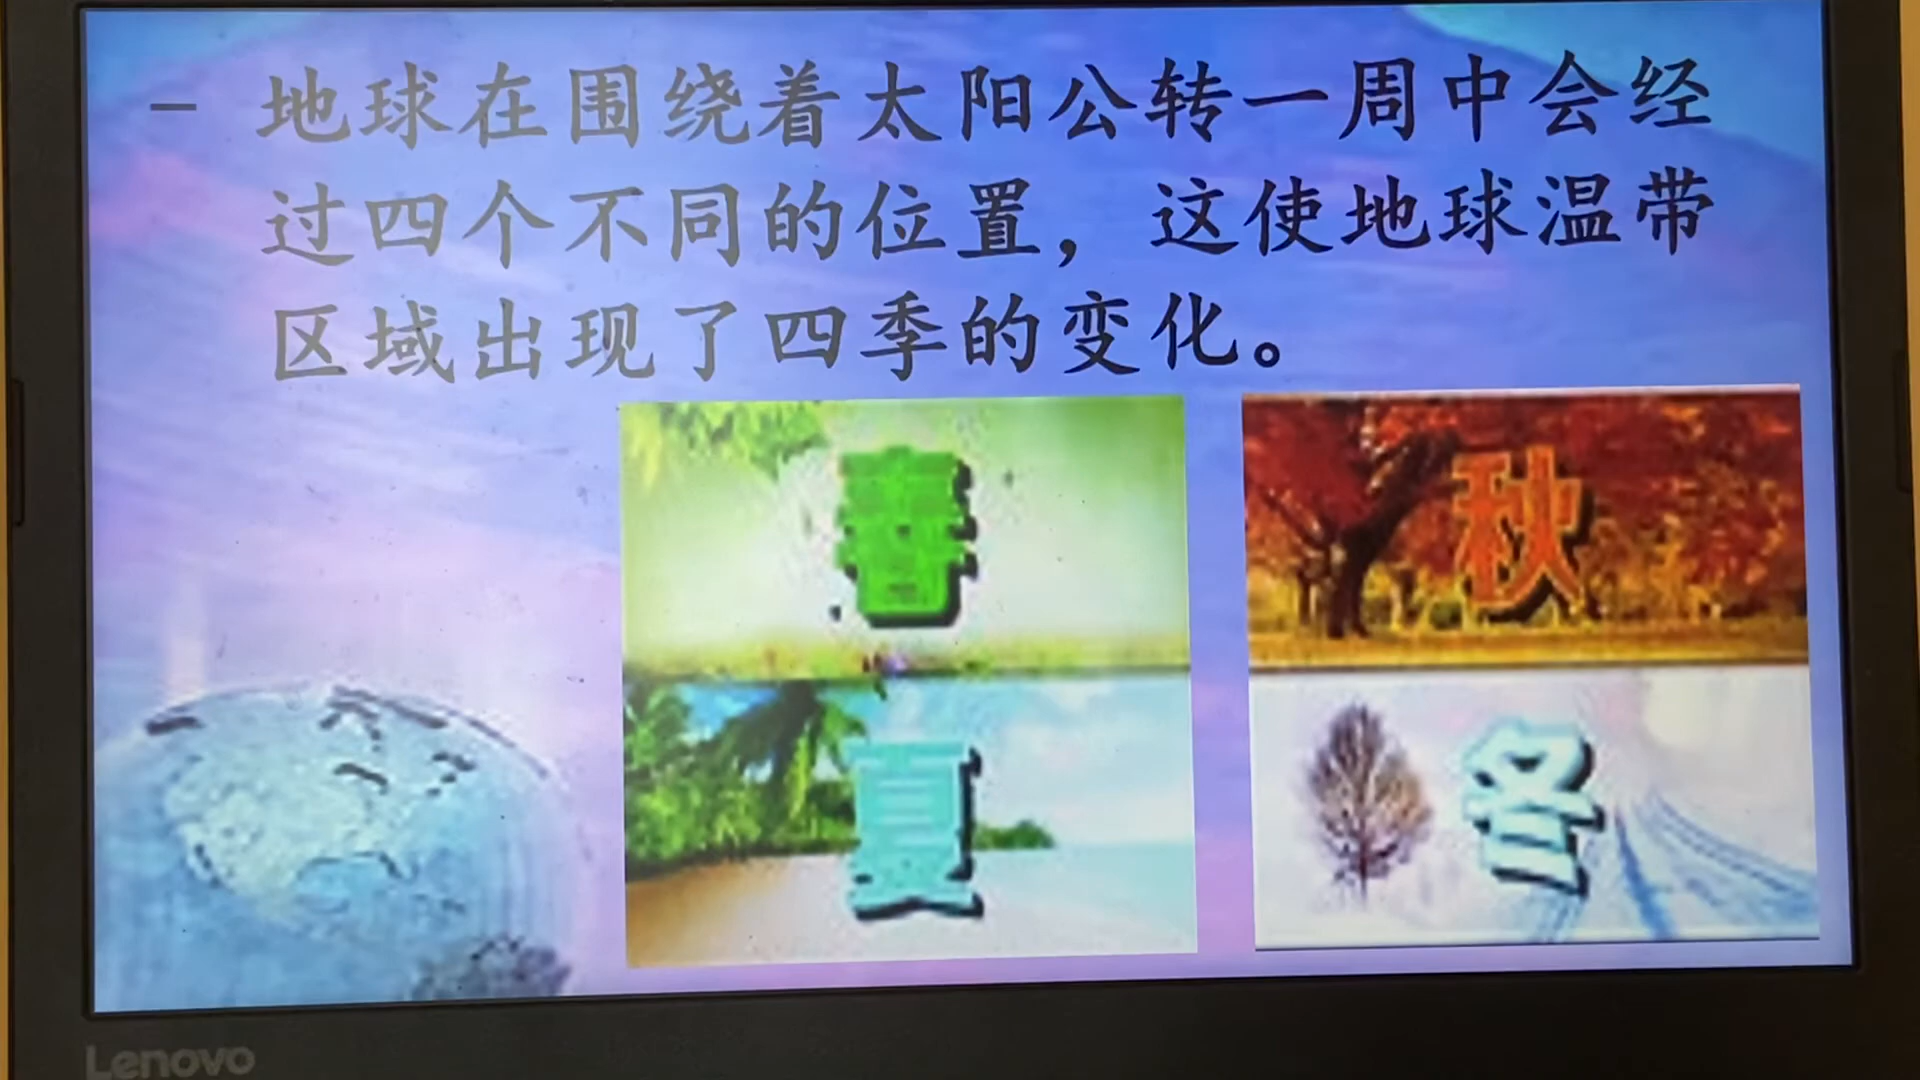 – 地球在围绕着太阳公转一周中会经
过四个不同的位置，这使地球温带
区域出现了四季的变化。
秋
夏
冬
Lenovo